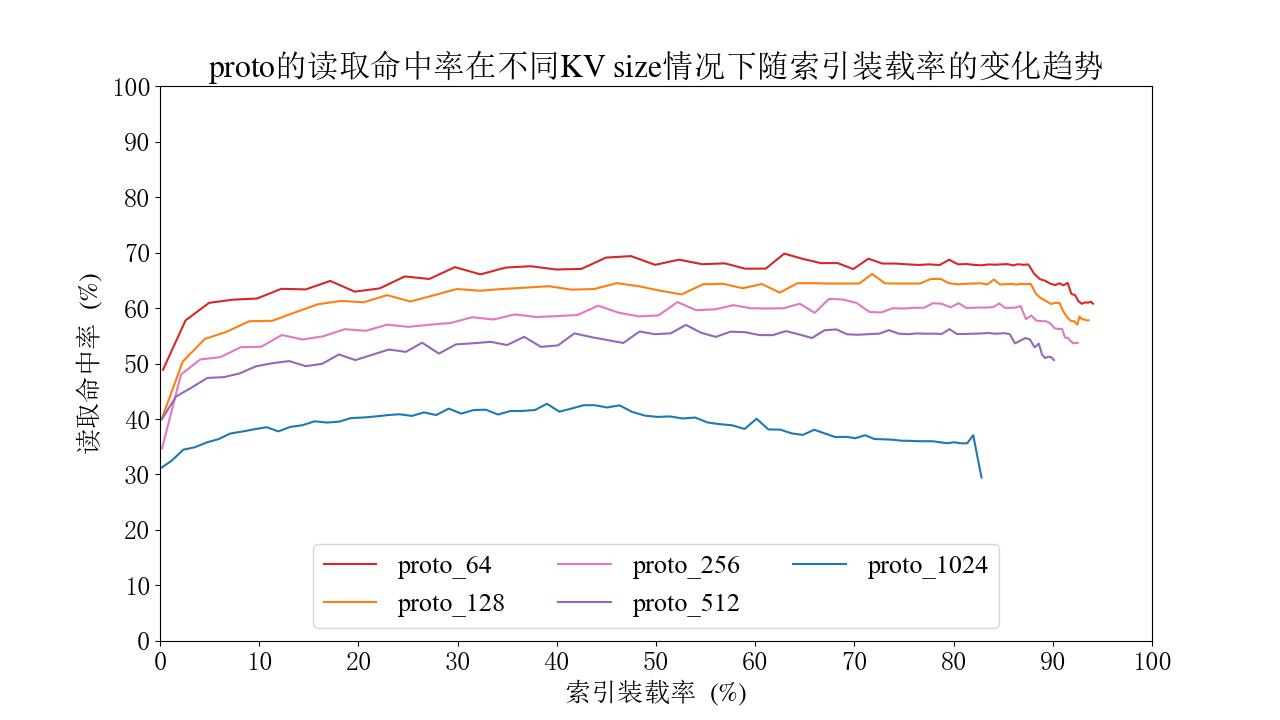 proto的读取命中率在不同KV size情况下随索引装载率的变化趋势
100
90
80
70
60
50
40
30
20
10
0
读取命中率 (%)
proto_64
proto_128
proto_256
proto_512
proto_1024
0 10 20 30 40 50 60 70 80 90 100
索引装载率 (%)